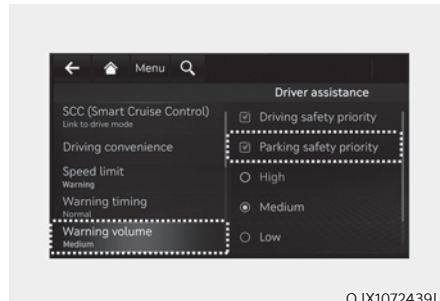 Menu
Driver assistance
SCC (Smart Cruise Control)
Link to drive mode
Driving convenience
Speed limit
Warning
Warning timing
Normal
Warning volume
Medium
Driving safety priority
Parking safety priority
High
Medium
Low
OJX1072439L